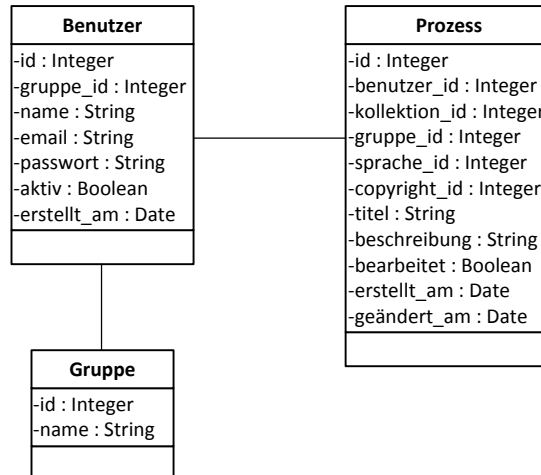 Benutzer
-id : Integer
-gruppe_id : Integer
-name : String
-email : String
-passwort : String
-aktiv : Boolean
-erstellt_am : Date
Prozess
-id : Integer
-benutzer_id : Integer
-kollektion_id : Integer
-gruppe_id : Integer
-sprache_id : Integer
-copyright_id : Integer
-titel : String
-beschreibung : String
-bearbeitet : Boolean
-erstellt_am : Date
-geändert_am : Date
Gruppe
-id : Integer
-name : String